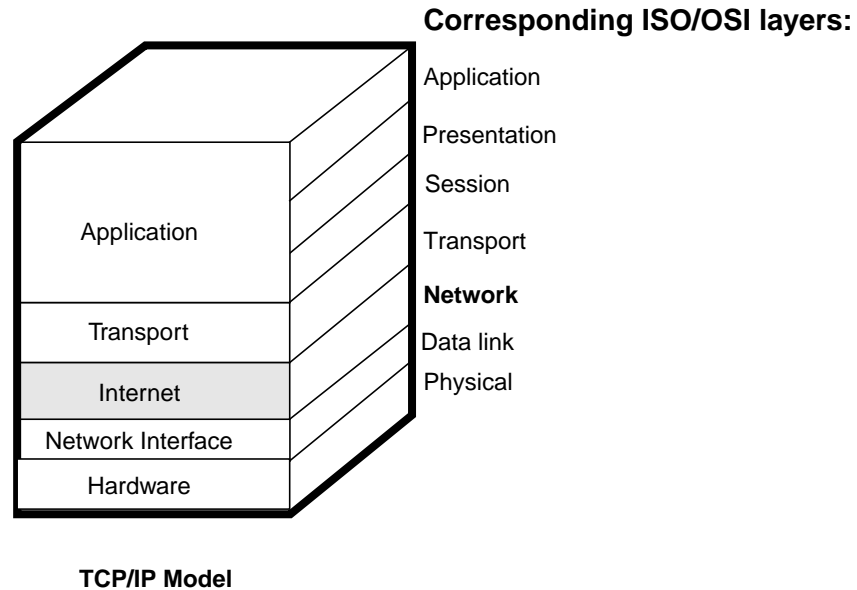 Corresponding ISO/OSI layers:
Application
Presentation
Session
Transport
Network
Data link
Physical
Application
Transport
Internet
Network Interface
Hardware
TCP/IP Model